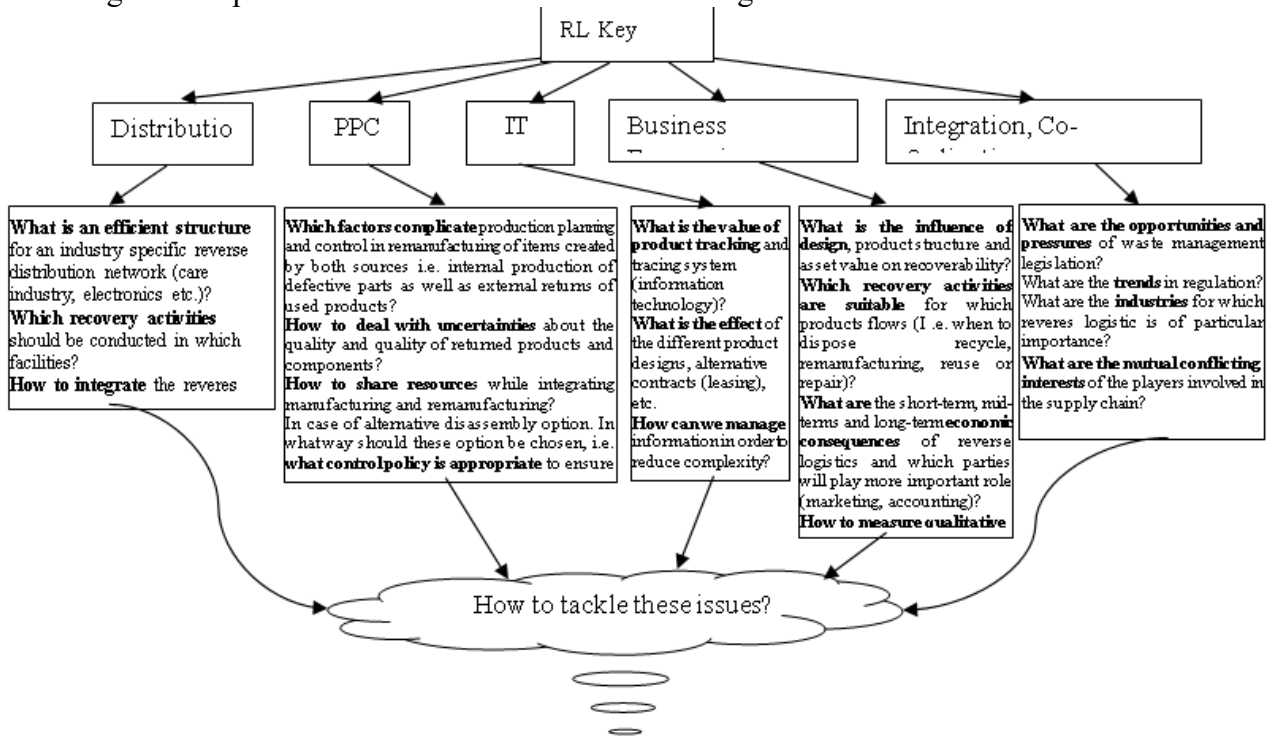 RL Key
Distributio
PPC
IT
Business
Integration, Co-
What is an efficient structure
for an industry specific reverse
distribution network (care
industry, electronics etc.)?
Which recovery activities
should be conducted in which
facilities?
How to integrate the reveres
Which factors complicate production planning
and control in remanufacturing of items created
by both sources i.e. internal production of
defective parts as well as external returns of
used products?
How to deal with uncertainties about the
quality and quality of returned products and
components?
How to share resources while integrating
manufacturing and remanufacturing?
In case of alternative disassembly option. In
what way should these option be chosen, i.e.
what control policy is appropriate to ensure
What is the value of
product tracking and
tracing system
(information
technology)?
What is the effect of
the different product
designs, alternative
contracts (leasing),
etc.
How can we manage
information in order to
reduce complexity?
What is the influence of
design, product structure and
asset value on recoverability?
Which recovery activities
are suitable for which
products flows (I .e. when to
dispose recycle,
remanufacturing, reuse or
repair)?
What are the short-term, mid-
terms and long-term economic
consequences of reverse
logistics and which parties
will play more important role
(marketing, accounting)?
How to measure qualitative
What are the opportunities and
pressures of waste management
legislation?
What are the trends in regulation?
What are the industries for which
reveres logistic is of particular
importance?
What are the mutual conflicting
interests of the players involved in
the supply chain?
How to tackle these issues?